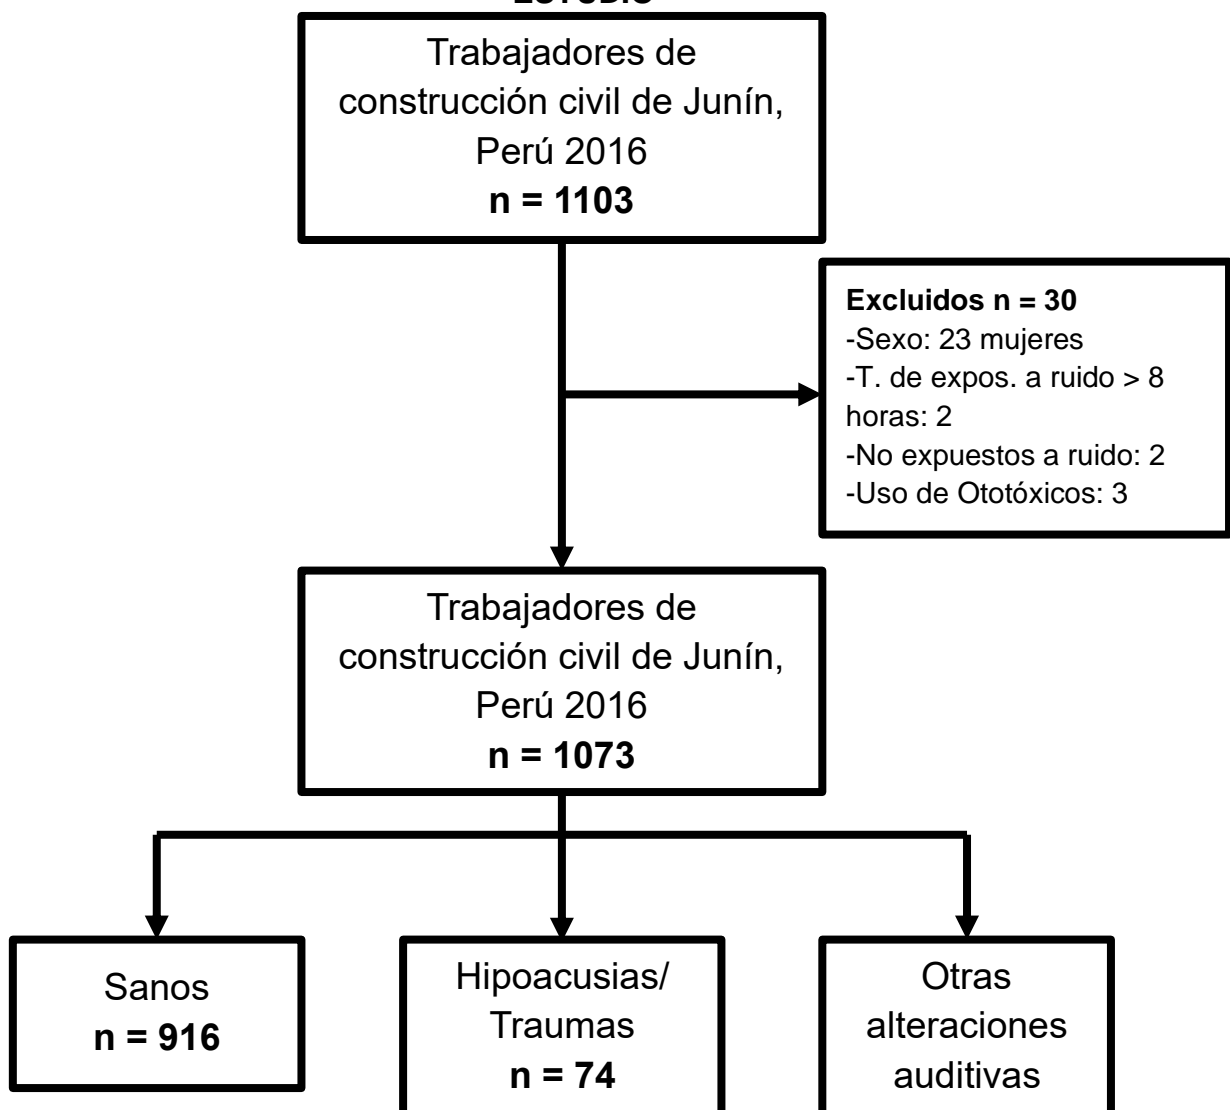 ESTUDIO
Trabajadores de
construcción civil de Junín,
Perú 2016
n = 1103
Excluidos n = 30
-Sexo: 23 mujeres
-T. de expos. a ruido > 8
horas: 2
-No expuestos a ruido: 2
-Uso de Ototóxicos: 3
Trabajadores de
construcción civil de Junín,
Perú 2016
n = 1073
Sanos
n = 916
Hipoacusias/
Traumas
n = 74
Otras
alteraciones
auditivas